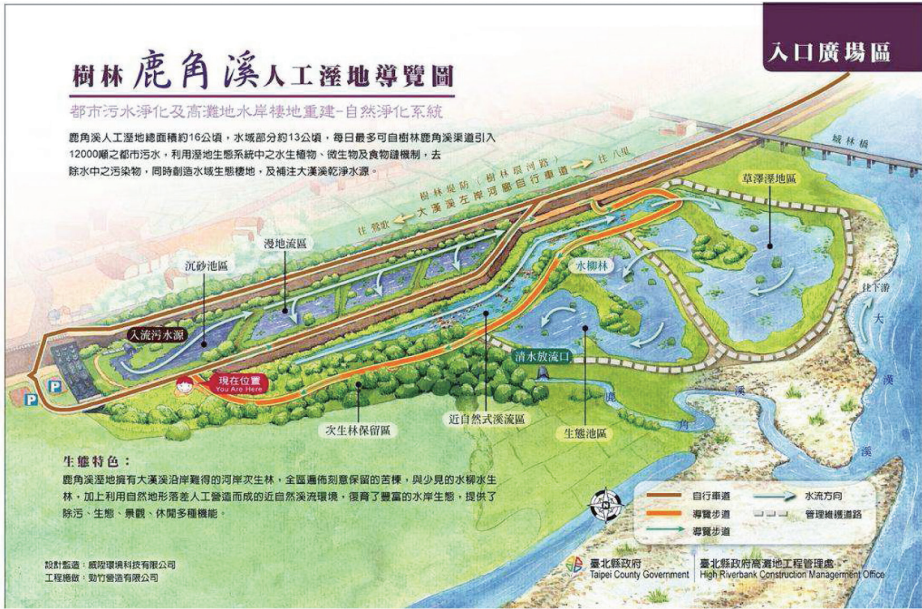 入口廣場區
樹林鹿角溪人工溼地導覽圖
都市污水淨化及高灘地水岸棲地重建-自然淨化系統
鹿角溪人工溼地總面積約16公頃，水域部分約13公頃，每日最多可自樹林鹿角溪渠道引入
12000噸之都市污水，利用溼地生態系統中之水生植物、微生物及食物鏈機制，去
除水中之污染物，同時創造水域生態棲地，及補注大漢溪乾淨水源。
城林橋
樹林堤防（樹林環河路）
往鶯歌
大漢溪左岸河廊自行車道
往八里
草澤溼地區
漫地流區
沉砂池區
水柳林
往下游
入流污水源
大漢溪
清水放流口
現在位置
You Are Here
P
P
鹿角溪
次生林保留區
近自然式溪流區
生態池區
生態特色：
鹿角溪溼地擁有大漢溪沿岸難得的河岸次生林，全區遍佈刻意保留的苦楝，與少見的水柳水生
林，加上利用自然地形落差人工營造而成的近自然溪流環境，復育了豐富的水岸生態，提供了
除污、生態、景觀、休閒多種機能。
N
自行車道
水流方向
導覽步道
管理維護道路
導覽步道
設計監造：威陞環境科技有限公司
工程施做：勁竹營造有限公司
臺北縣政府
Taipei County Government
臺北縣政府高灘地工程管理處
High Riverbank Construction Management Office